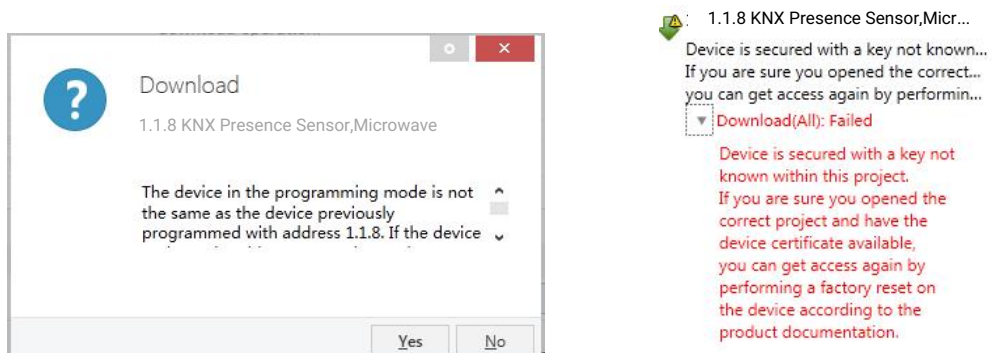 Download
1.1.8 KNX Presence Sensor,Microwave
The device in the programming mode is not
the same as the device previously
programmed with address 1.1.8. If the device
Yes
No
1.1.8 KNX Presence Sensor,Micr...
Device is secured with a key not known...
If you are sure you opened the correct...
you can get access again by performin...
Download(All): Failed
Device is secured with a key not
known within this project.
If you are sure you opened the
correct project and have the
device certificate available,
you can get access again by
performing a factory reset on
the device according to the
product documentation.